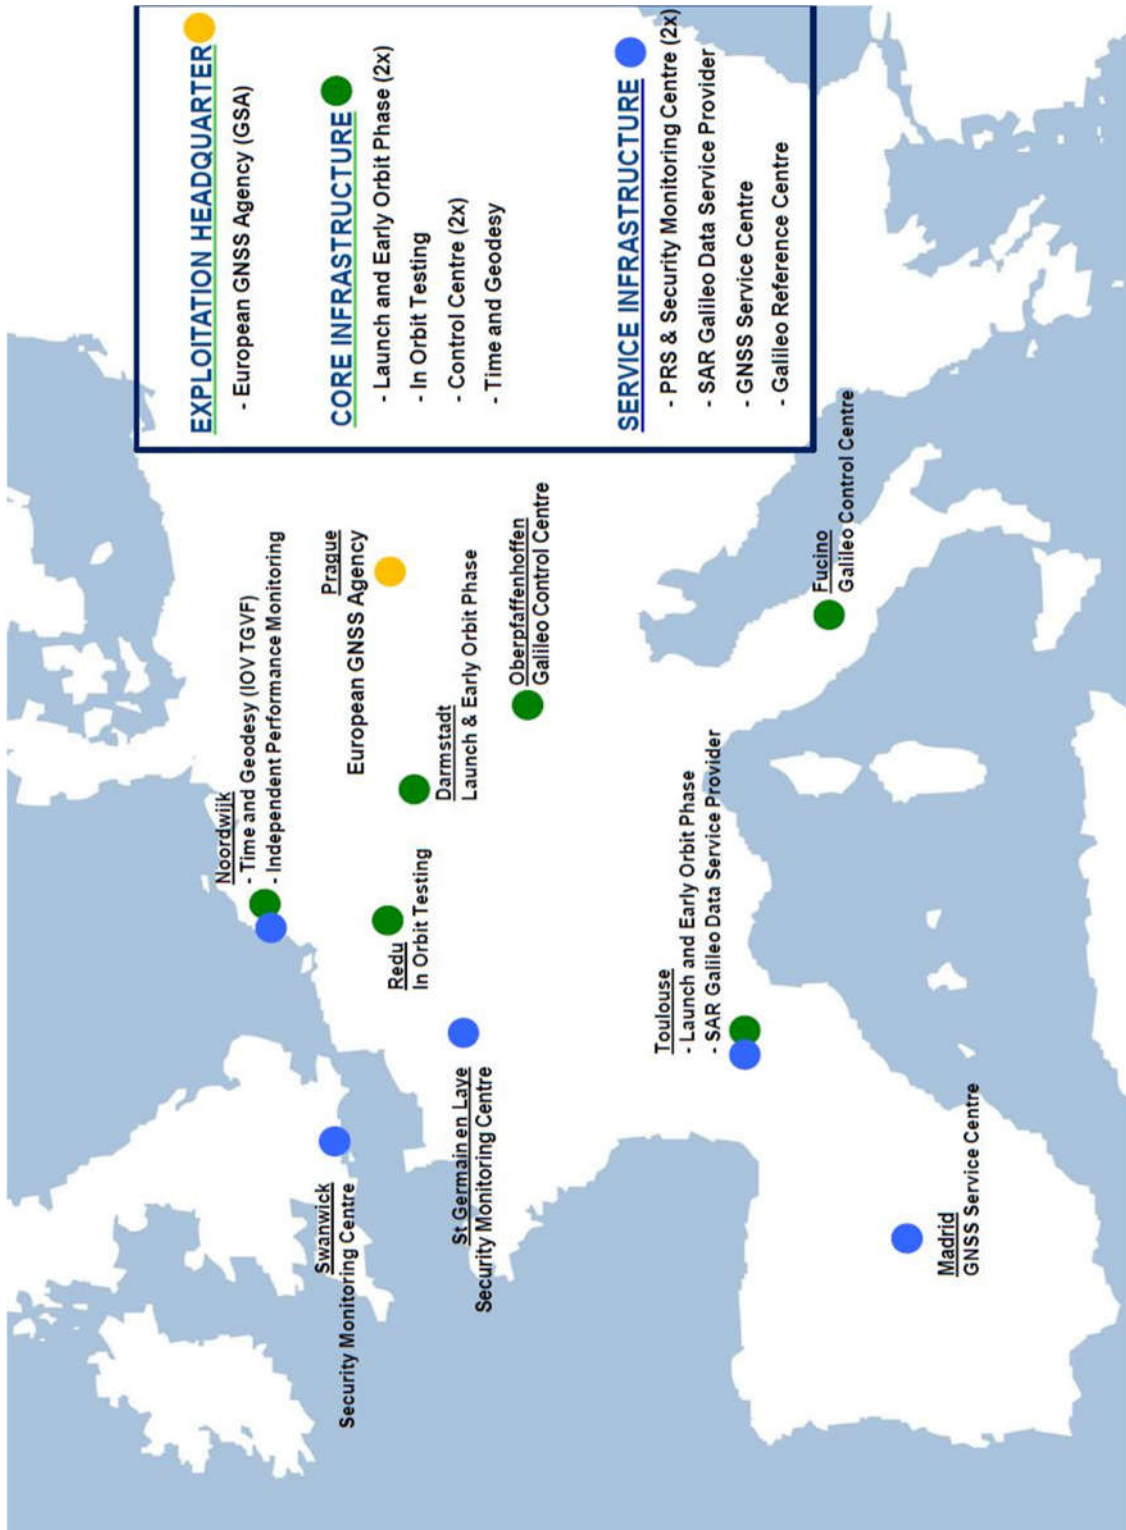 EXPLOITATION HEADQUARTER
- European GNSS Agency (GSA)
CORE INFRASTRUCTURE
- Launch and Early Orbit Phase (2x)
- In Orbit Testing
- Control Centre (2x)
- Time and Geodesy
SERVICE INFRASTRUCTURE
- PRS & Security Monitoring Centre (2x)
- SAR Galileo Data Service Provider
- GNSS Service Centre
- Galileo Reference Centre
Noordwijk
- Time and Geodesy (IOV TGVF)
- Independent Performance Monitoring
Prague
European GNSS Agency
Swanwick
Security Monitoring Centre
Redu
In Orbit Testing
Darmstadt
Launch & Early Orbit Phase
St Germain en Laye
Security Monitoring Centre
Oberpfaffenhoffen
Galileo Control Centre
Toulouse
- Launch and Early Orbit Phase
- SAR Galileo Data Service Provider
Fucino
Galileo Control Centre
Madrid
GNSS Service Centre